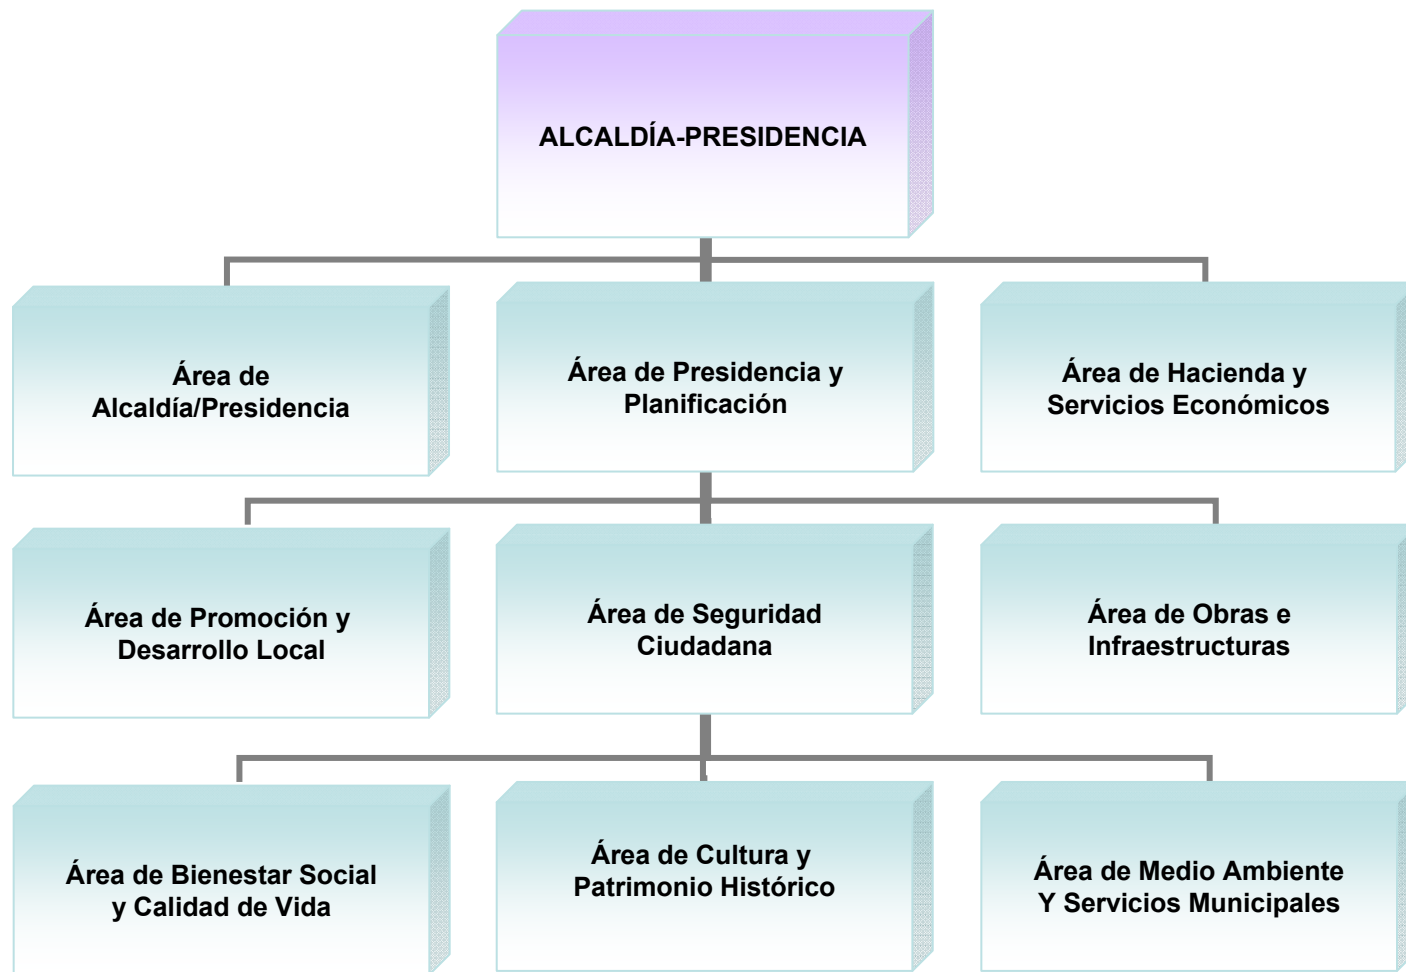 ALCALDÍA-PRESIDENCIA
Área de
Alcaldía/Presidencia
Área de Presidencia y
Planificación
Área de Hacienda y
Servicios Económicos
Área de Promoción y
Desarrollo Local
Área de Seguridad
Ciudadana
Área de Obras e
Infraestructuras
Área de Bienestar Social
y Calidad de Vida
Área de Cultura y
Patrimonio Histórico
Área de Medio Ambiente
Y Servicios Municipales